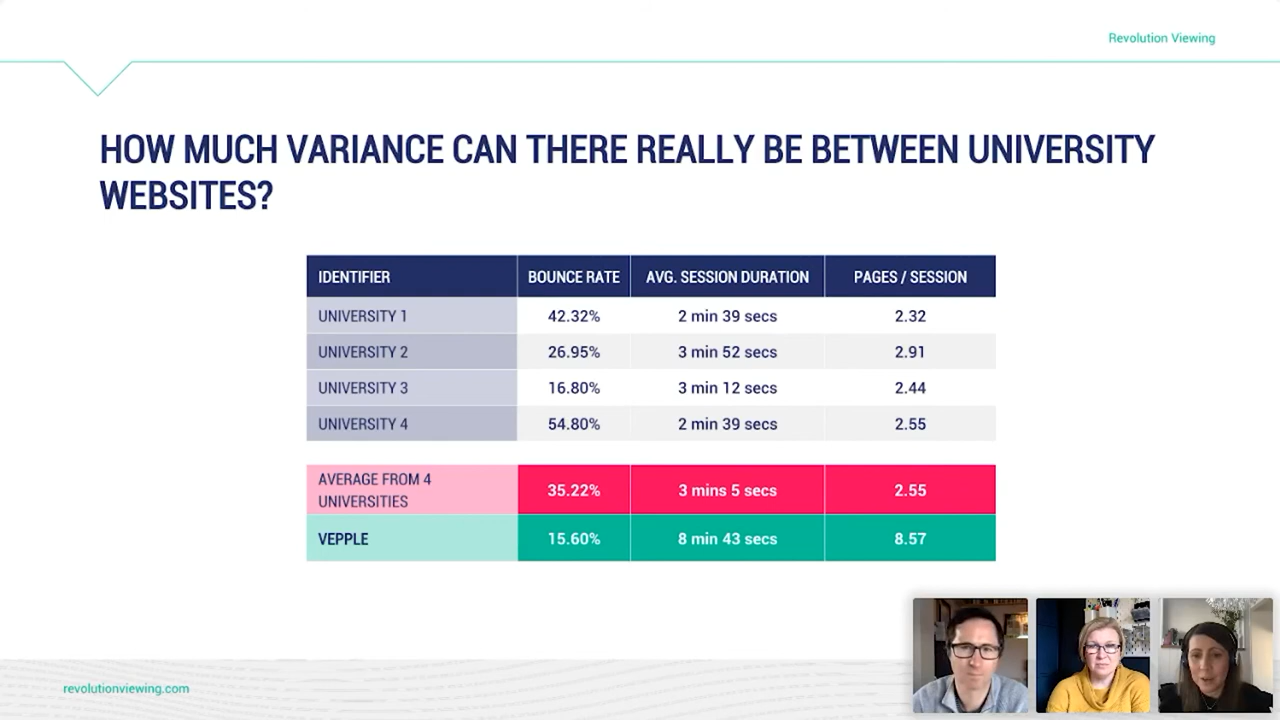 Revolution Viewing
HOW MUCH VARIANCE CAN THERE REALLY BE BETWEEN UNIVERSITY
WEBSITES?
IDENTIFIER BOUNCE RATE AVG. SESSION DURATION PAGES / SESSION
UNIVERSITY 1 42.32% 2 min 39 secs 2.32
UNIVERSITY 2 26.95% 3 min 52 secs 2.91
UNIVERSITY 3 16.80% 3 min 12 secs 2.44
UNIVERSITY 4 54.80% 2 min 39 secs 2.55
AVERAGE FROM 4
UNIVERSITIES 35.22% 3 mins 5 secs 2.55
VEPPLE 15.60% 8 min 43 secs 8.57
revolutionviewing.com